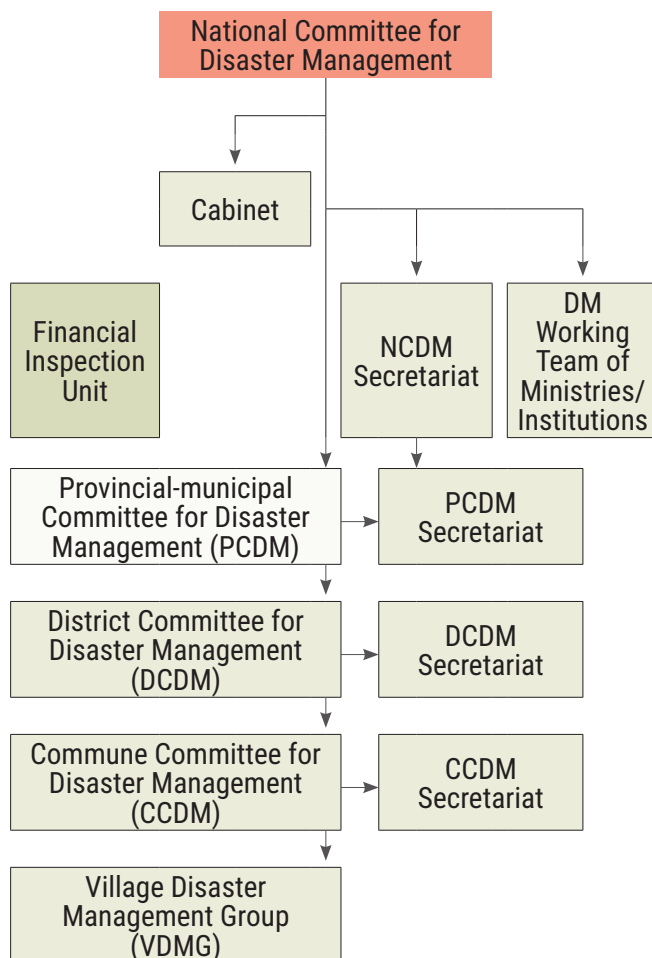 National Committee for
Disaster Management
Cabinet
Financial
Inspection
Unit
NCDM
Secretariat
DM
Working
Team of
Ministries/
Institutions
Provincial-municipal
Committee for Disaster
Management (PCDM)
PCDM
Secretariat
District Committee for
Disaster Management
(DCDM)
DCDM
Secretariat
Commune Committee for
Disaster Management
(CCDM)
CCDM
Secretariat
Village Disaster
Management Group
(VDMG)